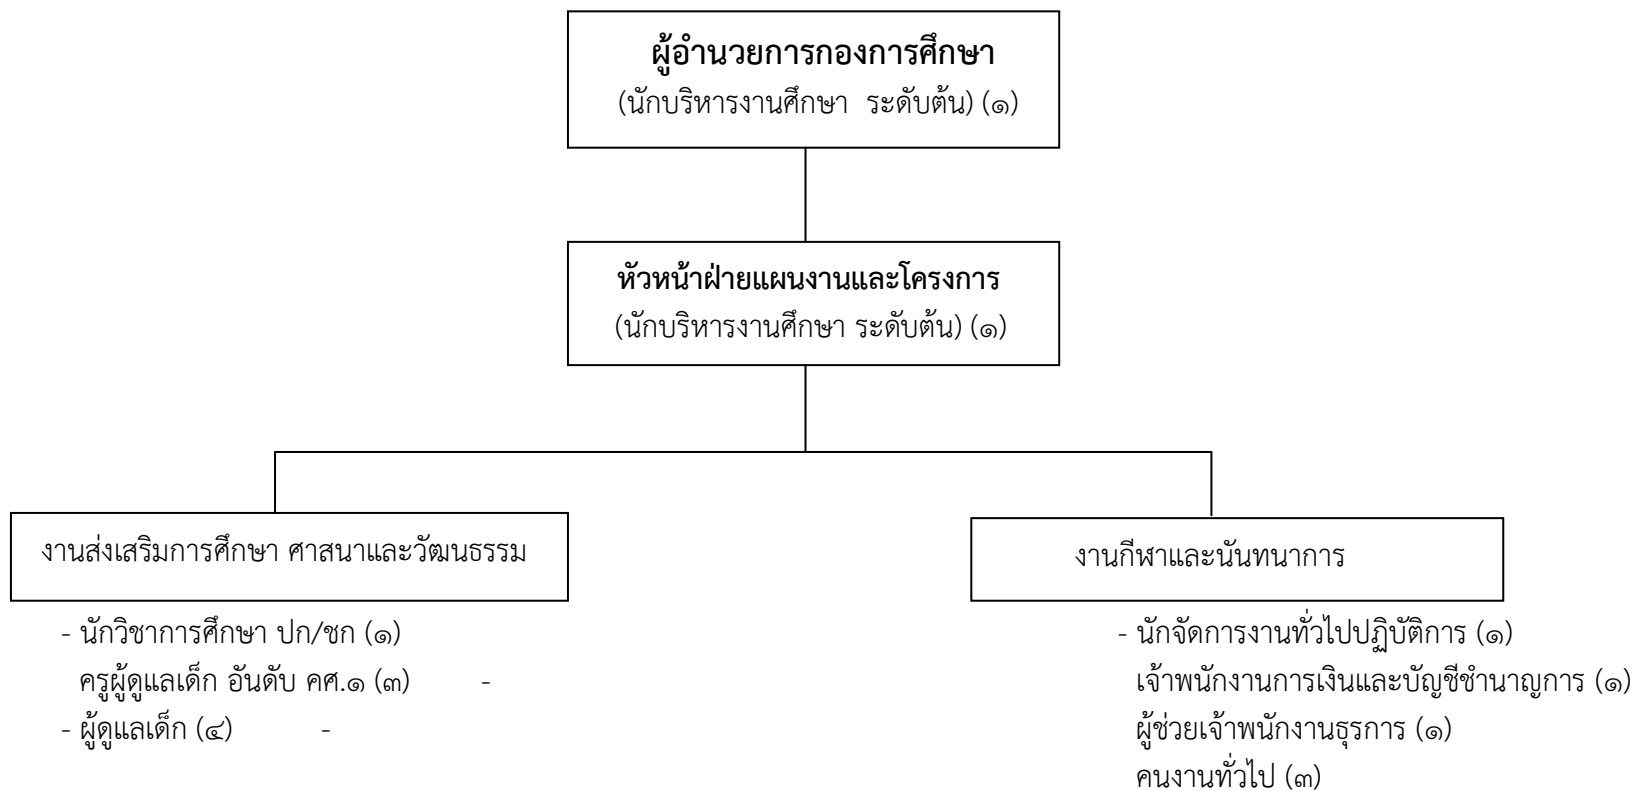 ผู้อำนวยการกองการศึกษา
(นักบริหารงานศึกษา ระดับต้น) (๑)
หัวหน้าฝ่ายแผนงานและโครงการ
(นักบริหารงานศึกษา ระดับต้น) (๑)
งานส่งเสริมการศึกษา ศาสนาและวัฒนธรรม
- นักวิชาการศึกษา ปก/ชก (๑)
ครูผู้ดูแลเด็ก อันดับ คศ.๑ (๓) -
- ผู้ดูแลเด็ก (๔) -
งานกีฬาและนันทนาการ
- นักจัดการงานทั่วไปปฏิบัติการ (๑)
เจ้าพนักงานการเงินและบัญชีชำนาญการ (๑)
ผู้ช่วยเจ้าพนักงานธุรการ (๑)
คนงานทั่วไป (๓)